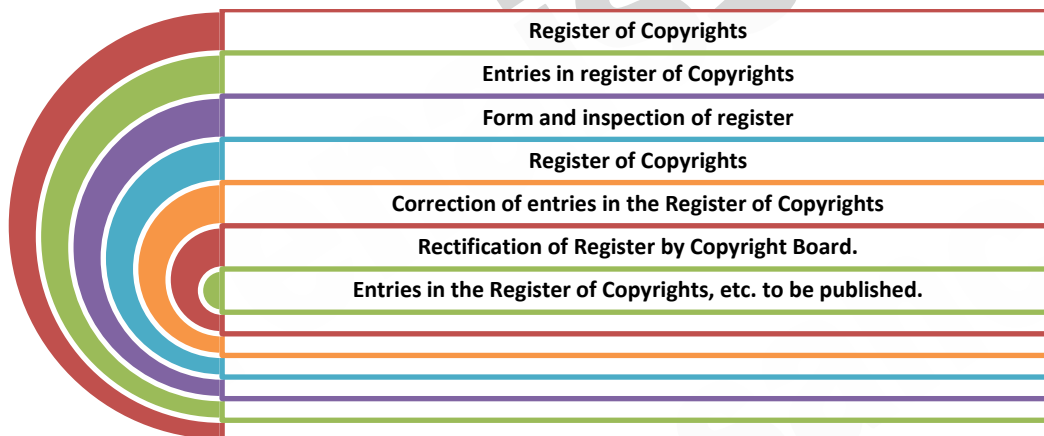 Register of Copyrights
Entries in register of Copyrights
Form and inspection of register
Register of Copyrights
Correction of entries in the Register of Copyrights
Rectification of Register by Copyright Board.
Entries in the Register of Copyrights, etc. to be published.